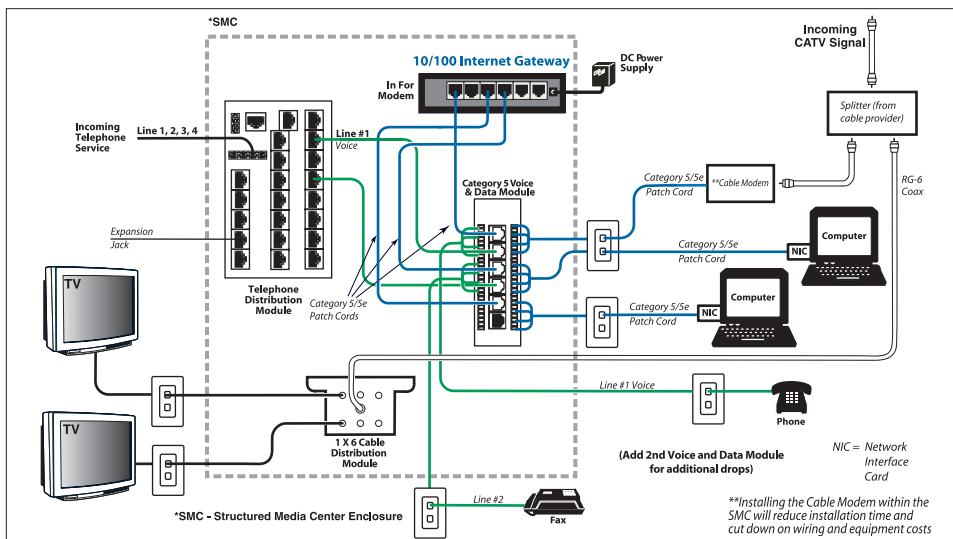 *SMC
10/100 Internet Gateway
In For
Modem
DC Power
Supply
Incoming
CATV Signal
Splitter (from
cable provider)
RG-6
Coax
Incoming
Telephone
Service
Line 1, 2, 3, 4
Line #1
Voice
Category 5 Voice
& Data Module
Category 5/5e
Patch Cord
**Cable Modem
Category 5/5e
Patch Cord
NIC
Computer
Category 5/5e
Patch Cord
NIC
Computer
Expansion
Jack
Telephone
Distribution
Module
Category 5/5e
Patch Cords
TV
TV
1 X 6 Cable
Distribution
Module
Line #1 Voice
Phone
(Add 2nd Voice and Data Module
for additional drops)
NIC = Network
Interface
Card
Line #2
Fax
*SMC - Structured Media Center Enclosure
**Installing the Cable Modem within the
SMC will reduce installation time and
cut down on wiring and equipment costs